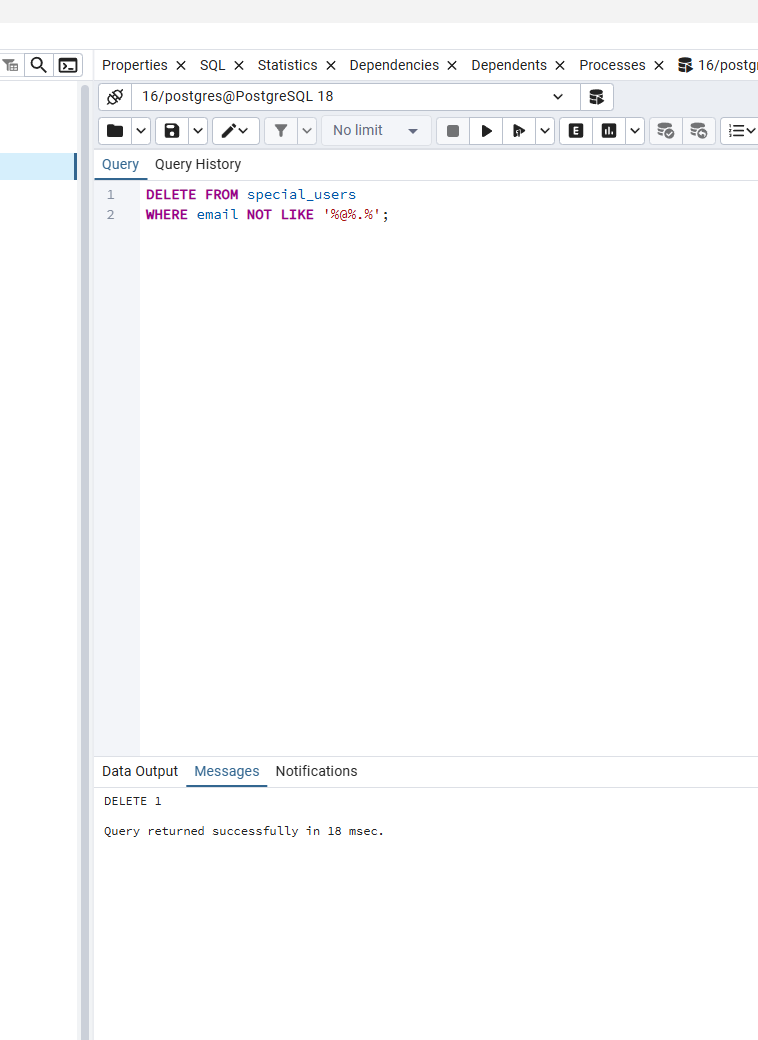 Properties × SQL × Statistics × Dependencies × Dependents × Processes × 16/postgr
16/postgres@PostgreSQL 18
No limit E
Query Query History
1 DELETE FROM special_users
2 WHERE email NOT LIKE '%@%.%';
Data Output Messages Notifications
DELETE 1
Query returned successfully in 18 msec.